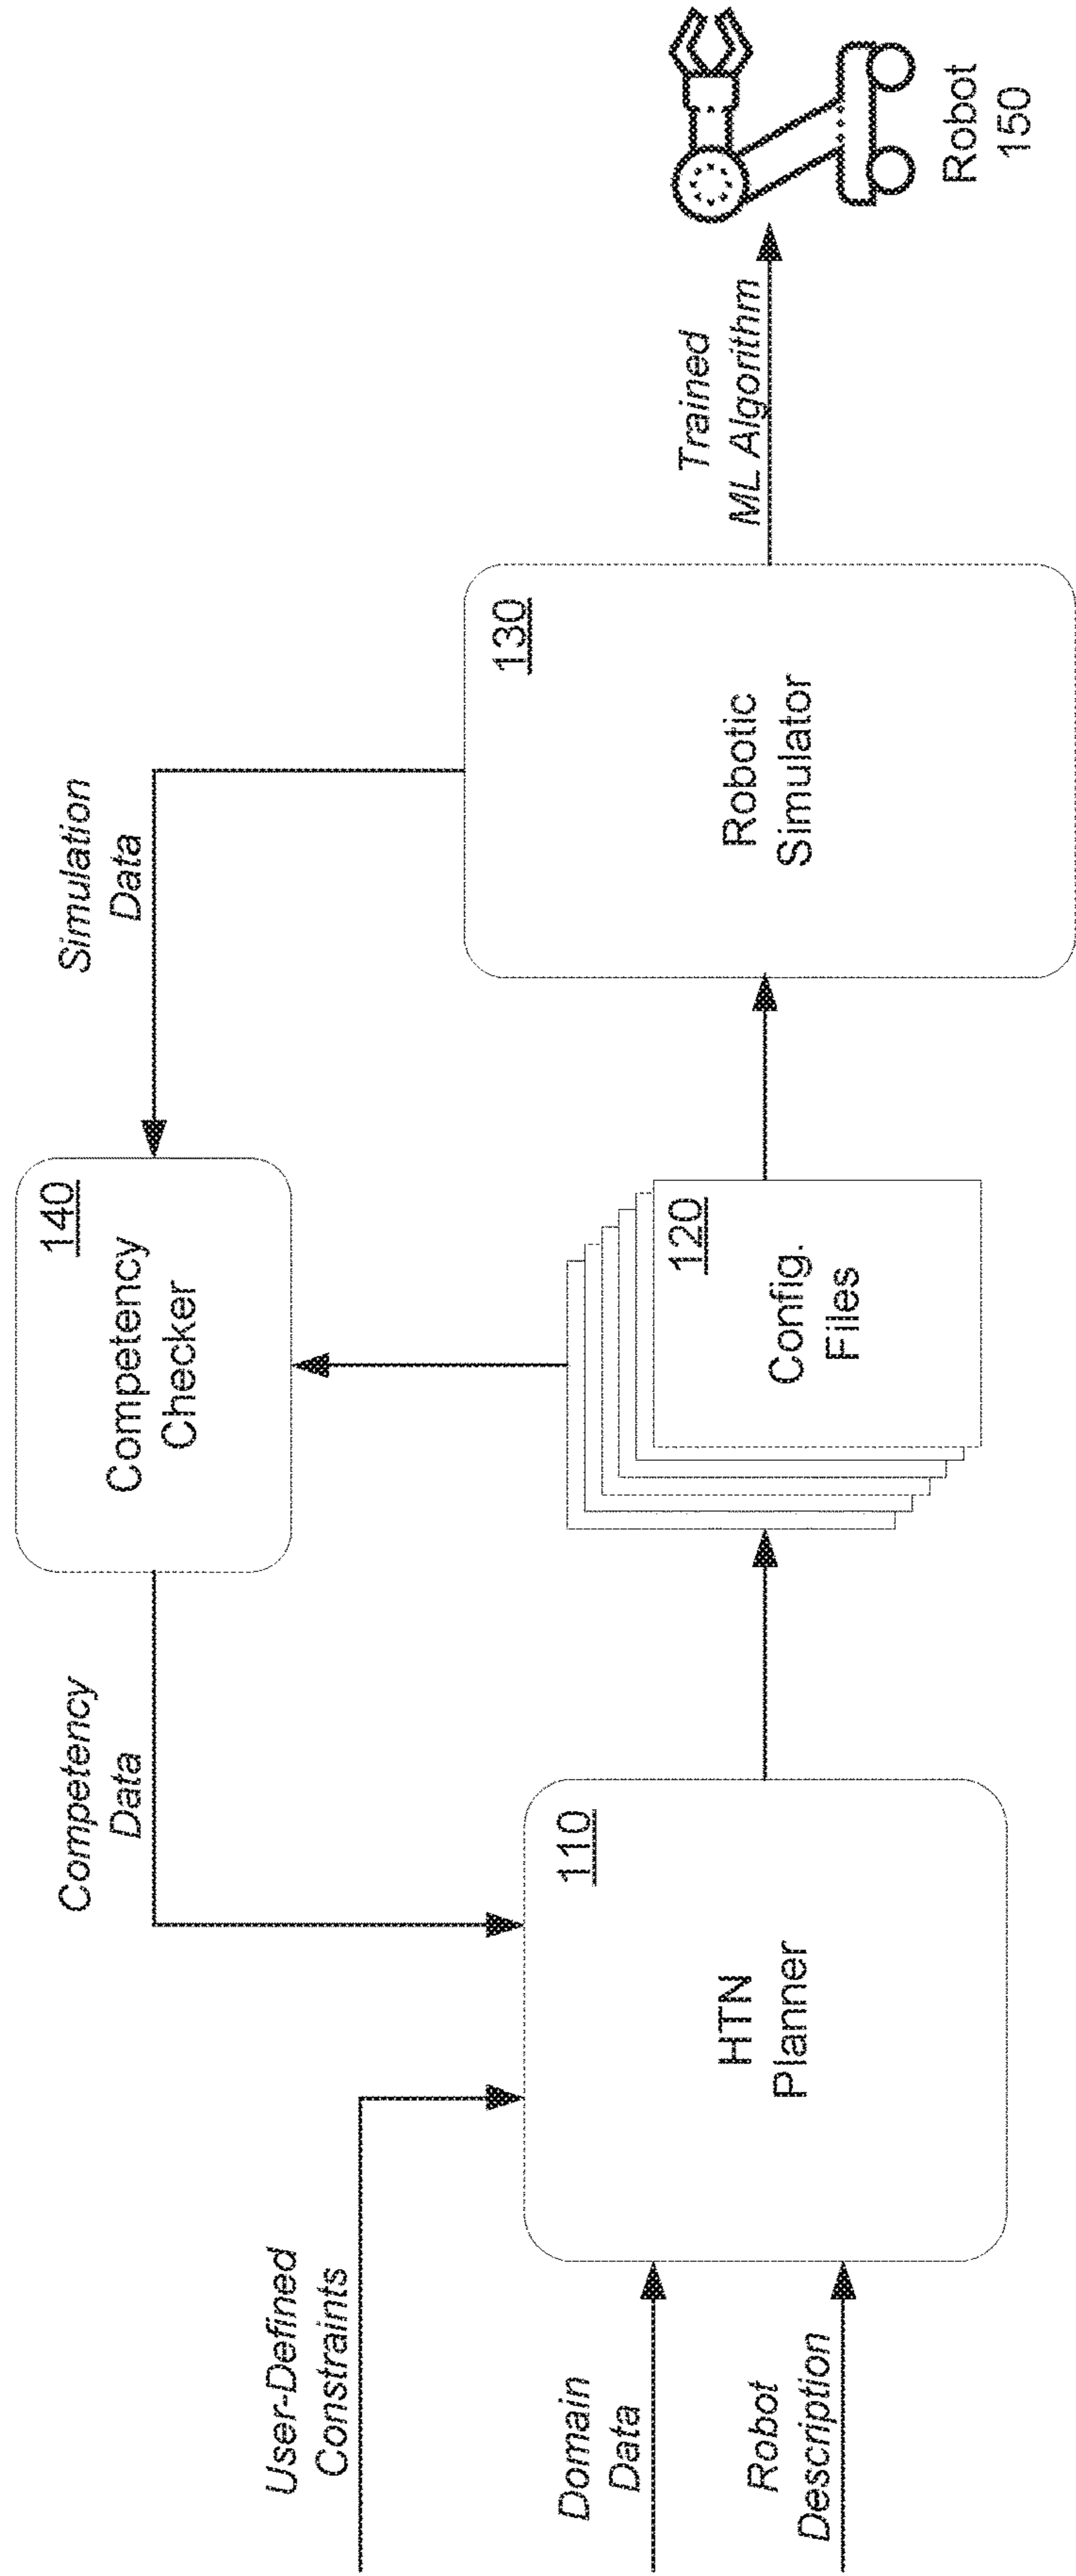 User-Defined
Constraints
Domain
Data
Robot
Description
Competency
Data
110
HTN
Planner
140
Competency
Checker
120
Config.
Files
Simulation
Data
130
Robotic
Simulator
Trained
ML Algorithm
Robot
150